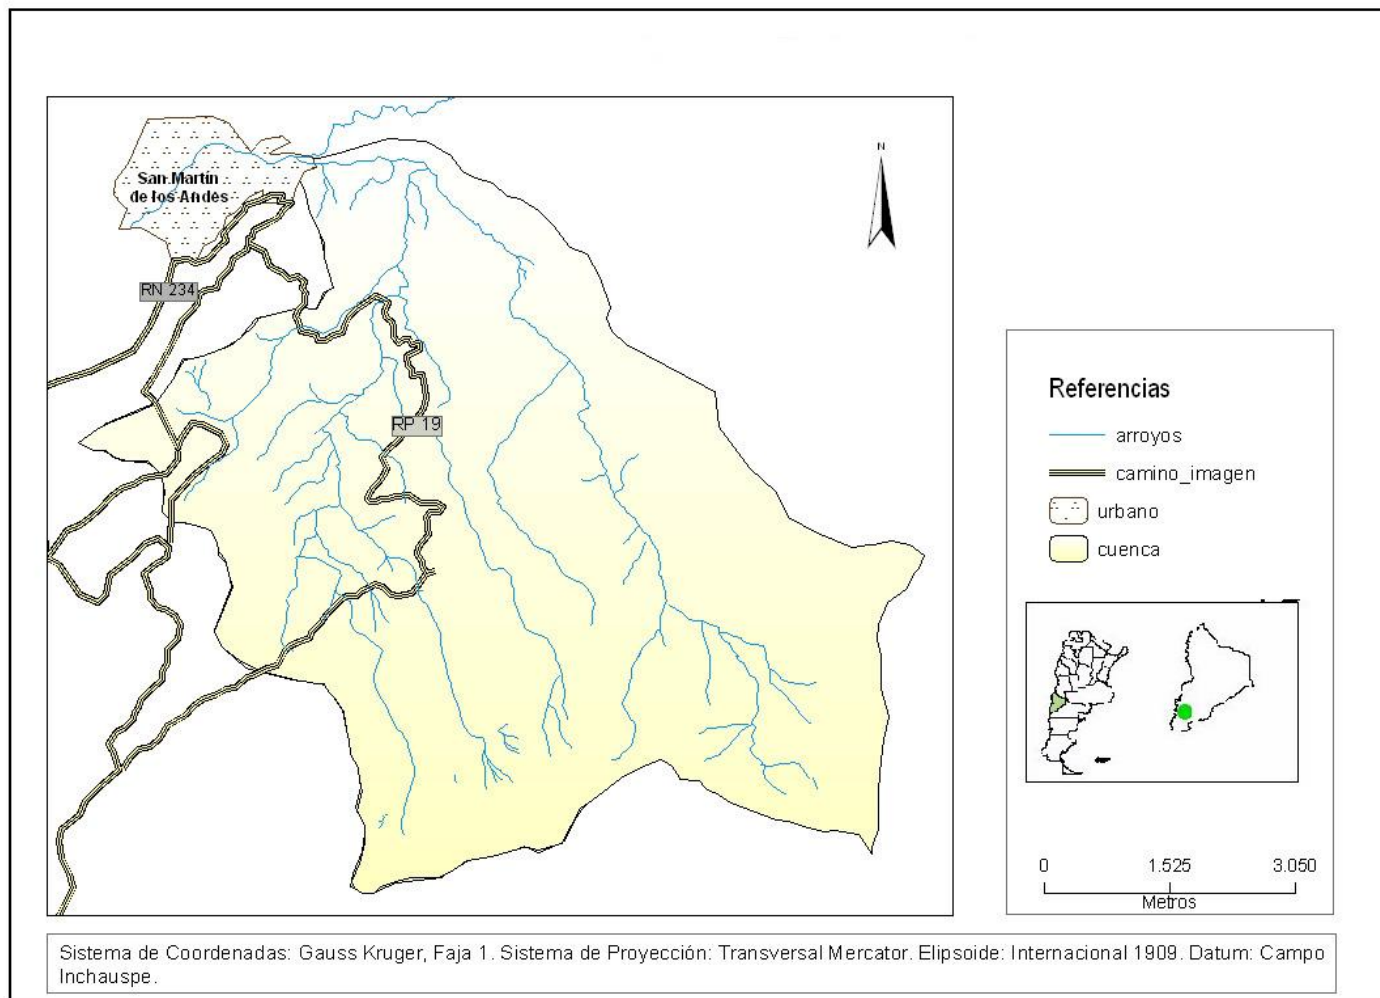 N
San Martín
de los Andes
RN 234
RP 19
Referencias
arroyos
camino_imagen
urbano
cuenca
0 1.525 3.050
Metros
Sistema de Coordenadas: Gauss Kruger, Faja 1. Sistema de Proyección: Transversal Mercator. Elipsoide: Internacional 1909. Datum: Campo
Inchauspe.